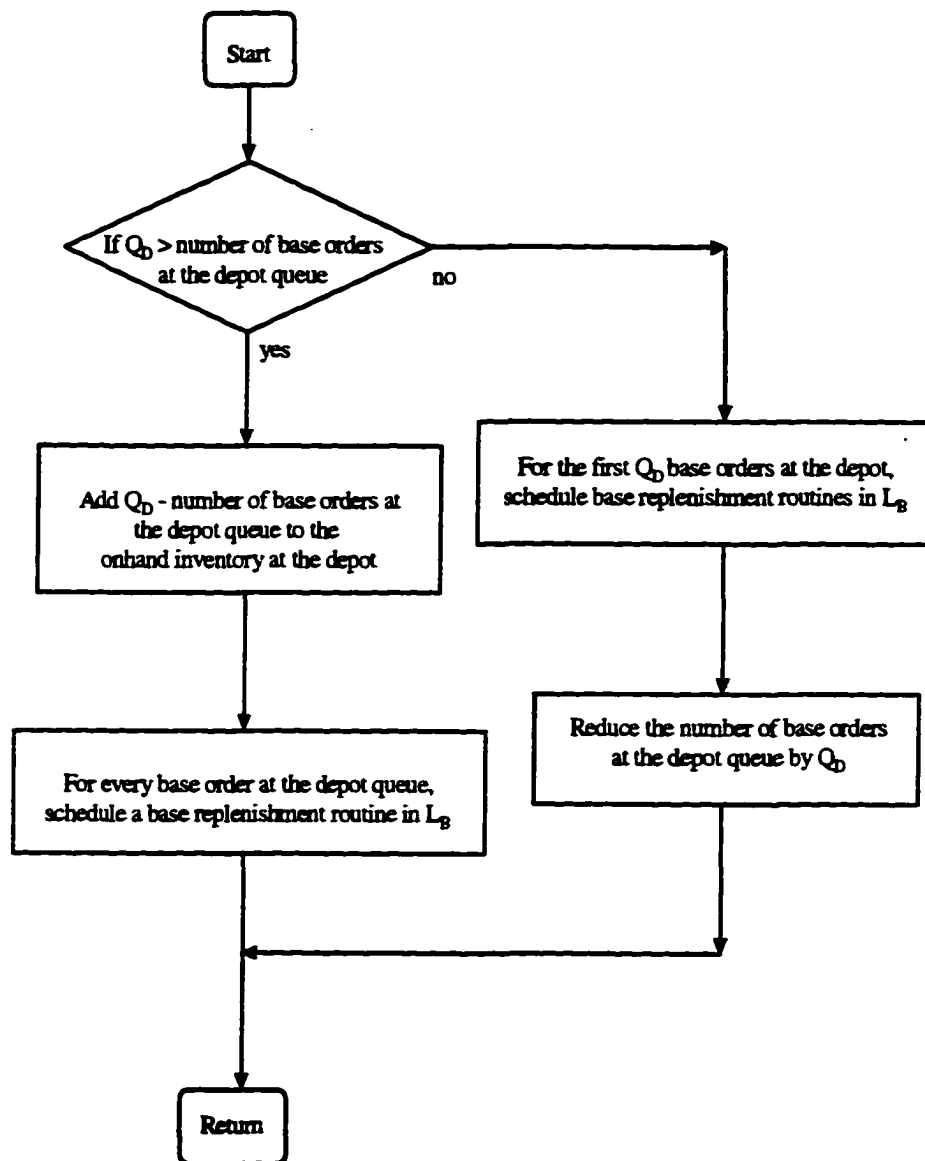 Start
If Q_D > number of base orders
at the depot queue
no
yes
For the first Q_D base orders at the depot,
schedule base replenishment routines in L_B
Add Q_D - number of base orders at
the depot queue to the
onhand inventory at the depot
Reduce the number of base orders
at the depot queue by Q_D
For every base order at the depot queue,
schedule a base replenishment routine in L_B
Return